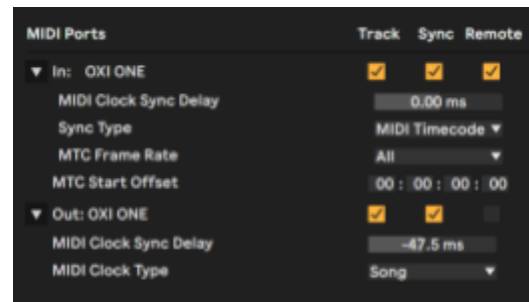 MIDI Ports Track Sync Remote
In: OXI ONE
MIDI Clock Sync Delay 0.00 ms
Sync Type MIDI Timecode
MTC Frame Rate All
MTC Start Offset 00 : 00 : 00 : 00
Out: OXI ONE
MIDI Clock Sync Delay -47.5 ms
MIDI Clock Type Song